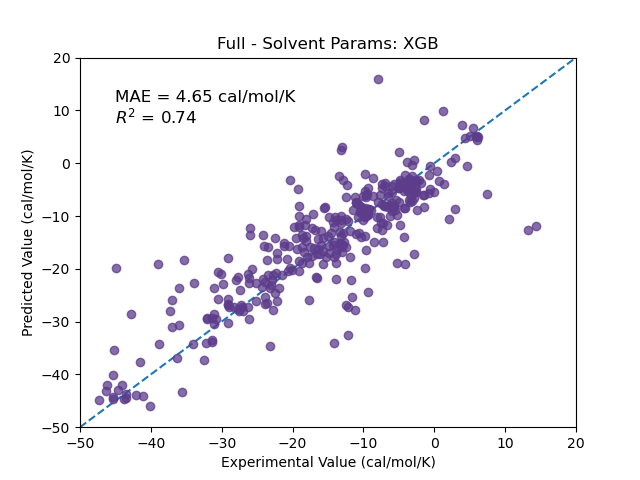 Full - Solvent Params: XGB
MAE = 4.65 cal/mol/K
R² = 0.74
Predicted Value (cal/mol/K)
20
10
0
−10
−20
−30
−40
−50
−50 −40 −30 −20 −10 0 10 20
Experimental Value (cal/mol/K)